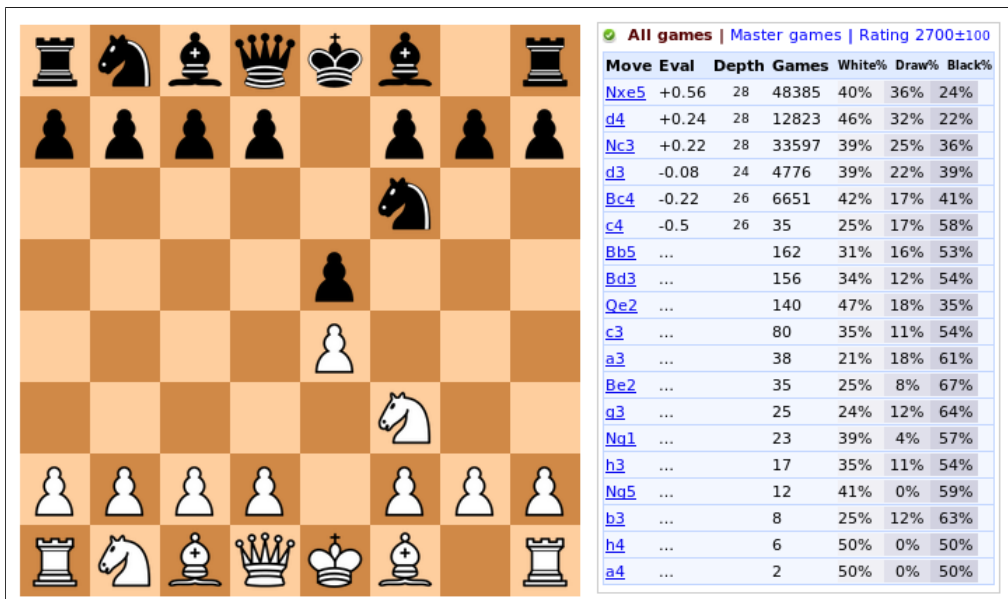 All games | Master games | Rating 2700±100
Move Eval Depth Games White% Draw% Black%
Nxe5 +0.56 28 48385 40% 36% 24%
d4 +0.24 28 12823 46% 32% 22%
Nc3 +0.22 28 33597 39% 25% 36%
d3 -0.08 24 4776 39% 22% 39%
Bc4 -0.22 26 6651 42% 17% 41%
c4 -0.5 26 35 25% 17% 58%
Bb5 ... 162 31% 16% 53%
Bd3 ... 156 34% 12% 54%
Qe2 ... 140 47% 18% 35%
c3 ... 80 35% 11% 54%
a3 ... 38 21% 18% 61%
Be2 ... 35 25% 8% 67%
g3 ... 25 24% 12% 64%
Ng1 ... 23 39% 4% 57%
h3 ... 17 35% 11% 54%
Ng5 ... 12 41% 0% 59%
b3 ... 8 25% 12% 63%
h4 ... 6 50% 0% 50%
a4 ... 2 50% 0% 50%